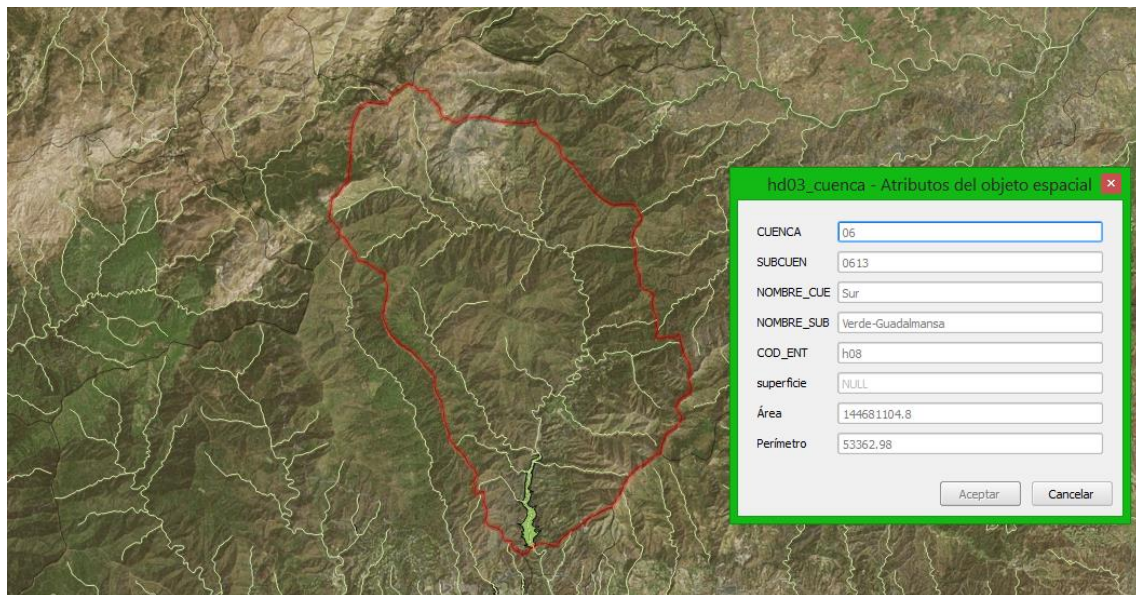 hd03_cuenca - Atributos del objeto espacial
CUENCA 06
SUBCUEN 0613
NOMBRE_CUE Sur
NOMBRE_SUB Verde-Guadalmansa
COD_ENT h08
superficie NULL
Área 144681104.8
Perímetro 53362.98
Aceptar Cancelar